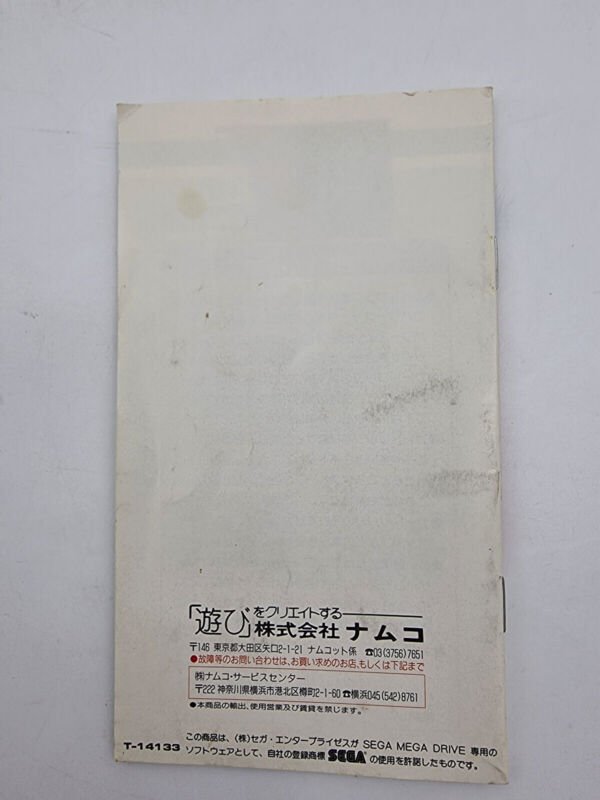 「遊び」をクリエイトする
株式会社 ナムコ
〒146 東京都大田区矢口2-1-21 ナムコット係 ☎03(3756)7651
●故障等のお問い合わせは、お買い求めのお店、もしくは下記まで
㈱ナムコ・サービスセンター
〒222 神奈川県横浜市港北区樽町2-1-60 ☎横浜045(542)8761
●本商品の輸出、使用営業及び賃貸を禁じます。
この商品は、(株)セガ・エンタープライゼスが SEGA MEGA DRIVE 専用の
T-14133 ソフトウェアとして、自社の登録商標 SEGA® の使用を許諾したものです。